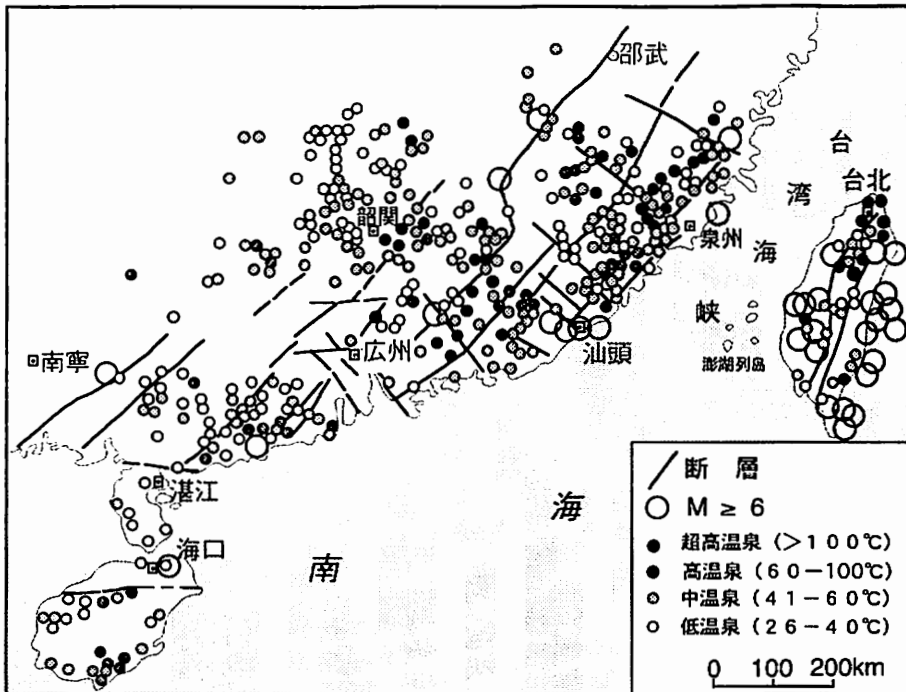 邵武
台
湾
海
峡
台北
韶関
泉州
広州
汕頭
南寧
澎湖列島
湛江
海口
南
海
断層
M ≥ 6
超高温泉 (>100℃)
高温泉 (60−100℃)
中温泉 (41−60℃)
低温泉 (26−40℃)
0 100 200km